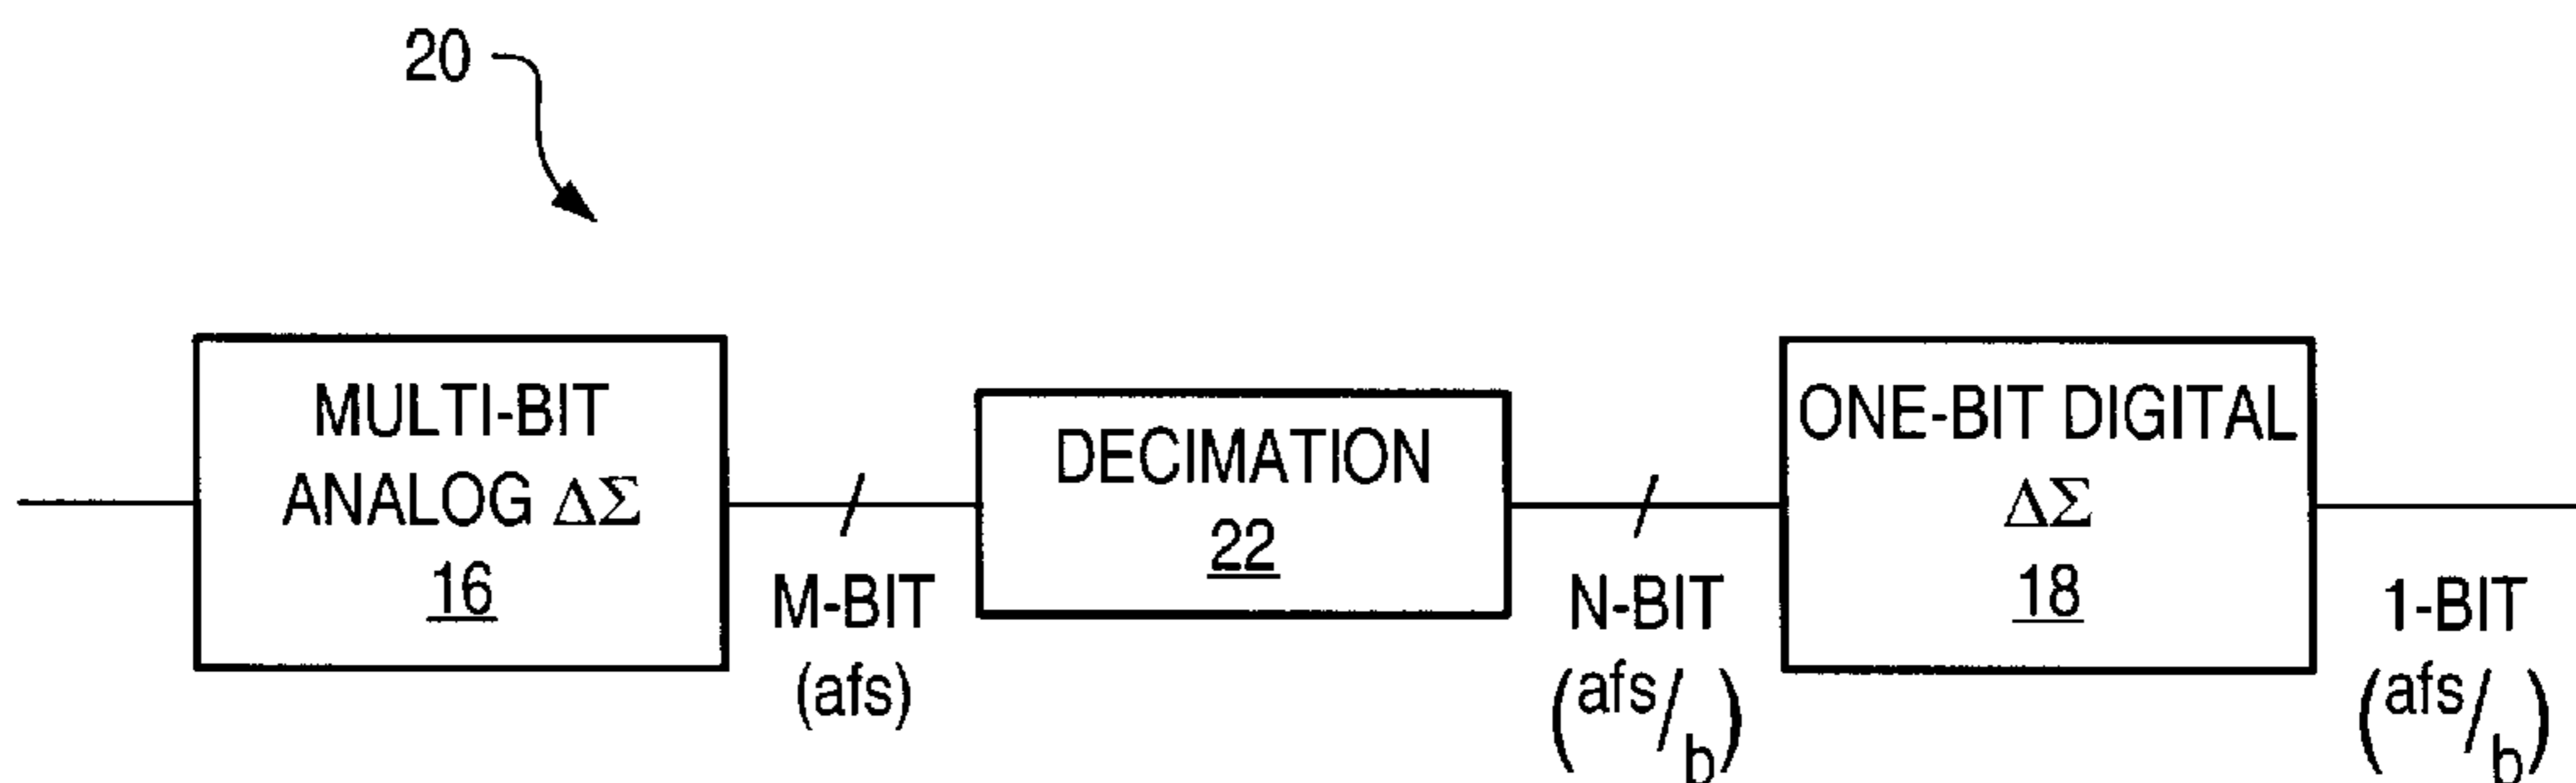 20
MULTI-BIT
ANALOG ΔΣ
16
M-BIT
(afs)
DECIMATION
22
N-BIT
(afs/b)
ONE-BIT DIGITAL
ΔΣ
18
1-BIT
(afs/b)